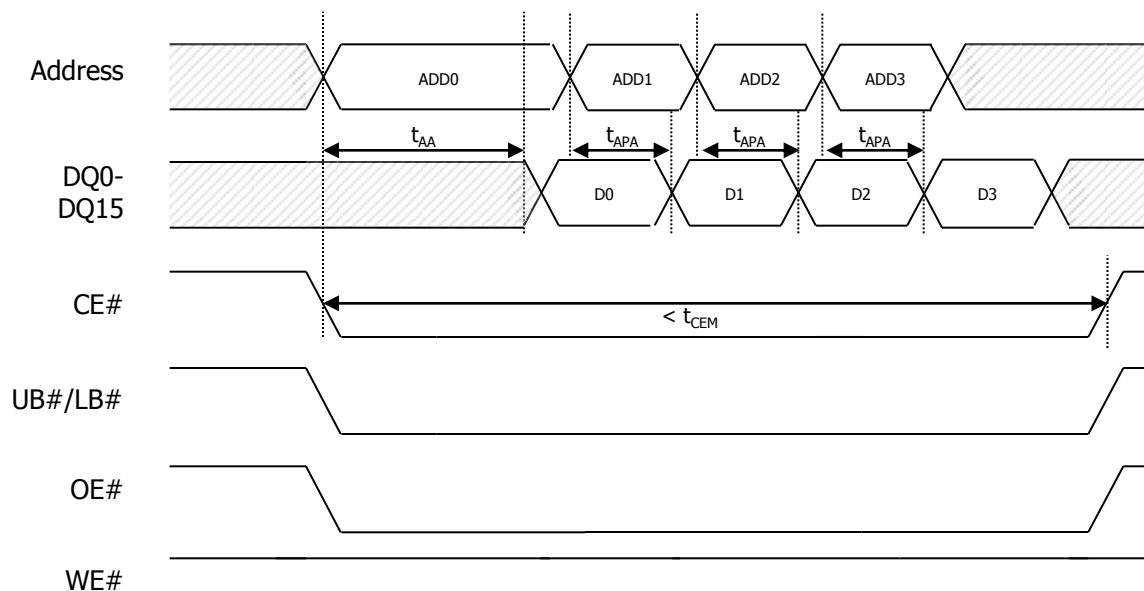 Address
ADD0 ADD1 ADD2 ADD3
tAA tAPA tAPA tAPA
DQ0-
DQ15
D0 D1 D2 D3
CE#
< tCEM
UB#/LB#
OE#
WE#